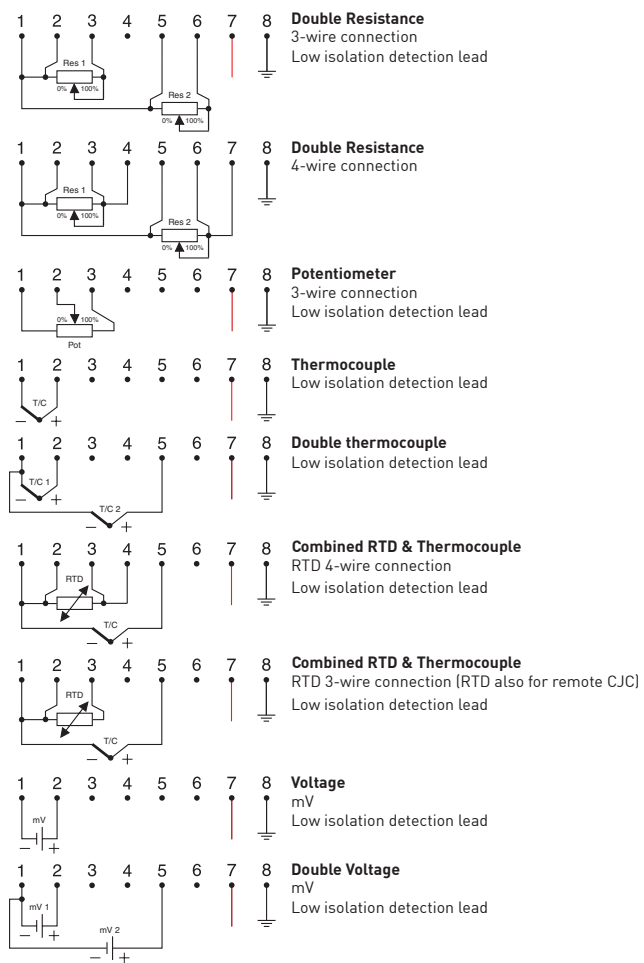 1 2 3 4 5 6 7 8 Double Resistance
3-wire connection
Low isolation detection lead
Res 1
0% 100%
Res 2
0% 100%
1 2 3 4 5 6 7 8 Double Resistance
4-wire connection
Res 1
0% 100%
Res 2
0% 100%
1 2 3 4 5 6 7 8 Potentiometer
3-wire connection
Low isolation detection lead
0% 100%
Pot
1 2 3 4 5 6 7 8 Thermocouple
Low isolation detection lead
T/C
− +
1 2 3 4 5 6 7 8 Double thermocouple
Low isolation detection lead
T/C 1
− +
T/C 2
− +
1 2 3 4 5 6 7 8 Combined RTD & Thermocouple
RTD 4-wire connection
Low isolation detection lead
RTD
T/C
− +
1 2 3 4 5 6 7 8 Combined RTD & Thermocouple
RTD 3-wire connection (RTD also for remote CJC)
Low isolation detection lead
RTD
T/C
− +
1 2 3 4 5 6 7 8 Voltage
mV
Low isolation detection lead
mV
− +
1 2 3 4 5 6 7 8 Double Voltage
mV
Low isolation detection lead
mV 1
− +
mV 2
− +